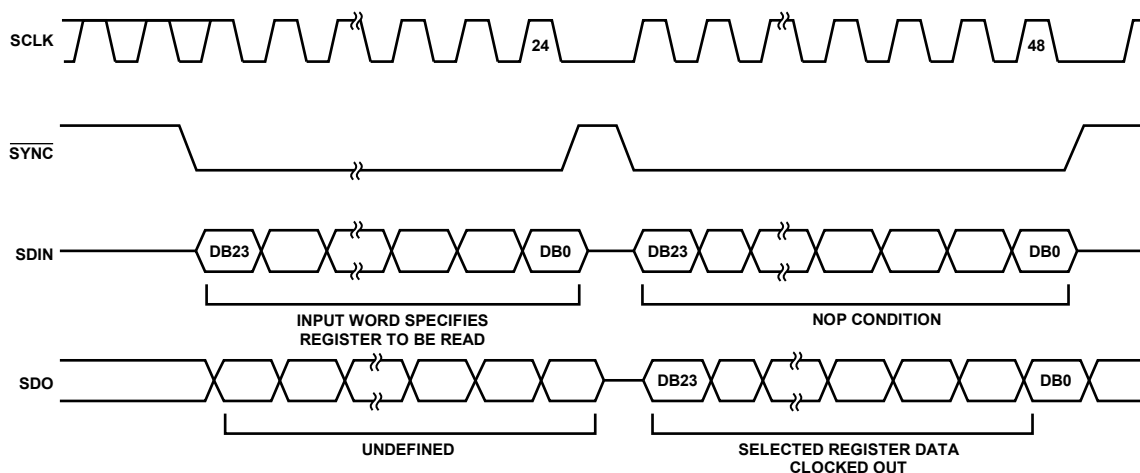 SCLK
24
48
SYNC
SDIN
DB23
DB0
DB23
DB0
INPUT WORD SPECIFIES
REGISTER TO BE READ
NOP CONDITION
SDO
DB23
DB0
UNDEFINED
SELECTED REGISTER DATA
CLOCKED OUT